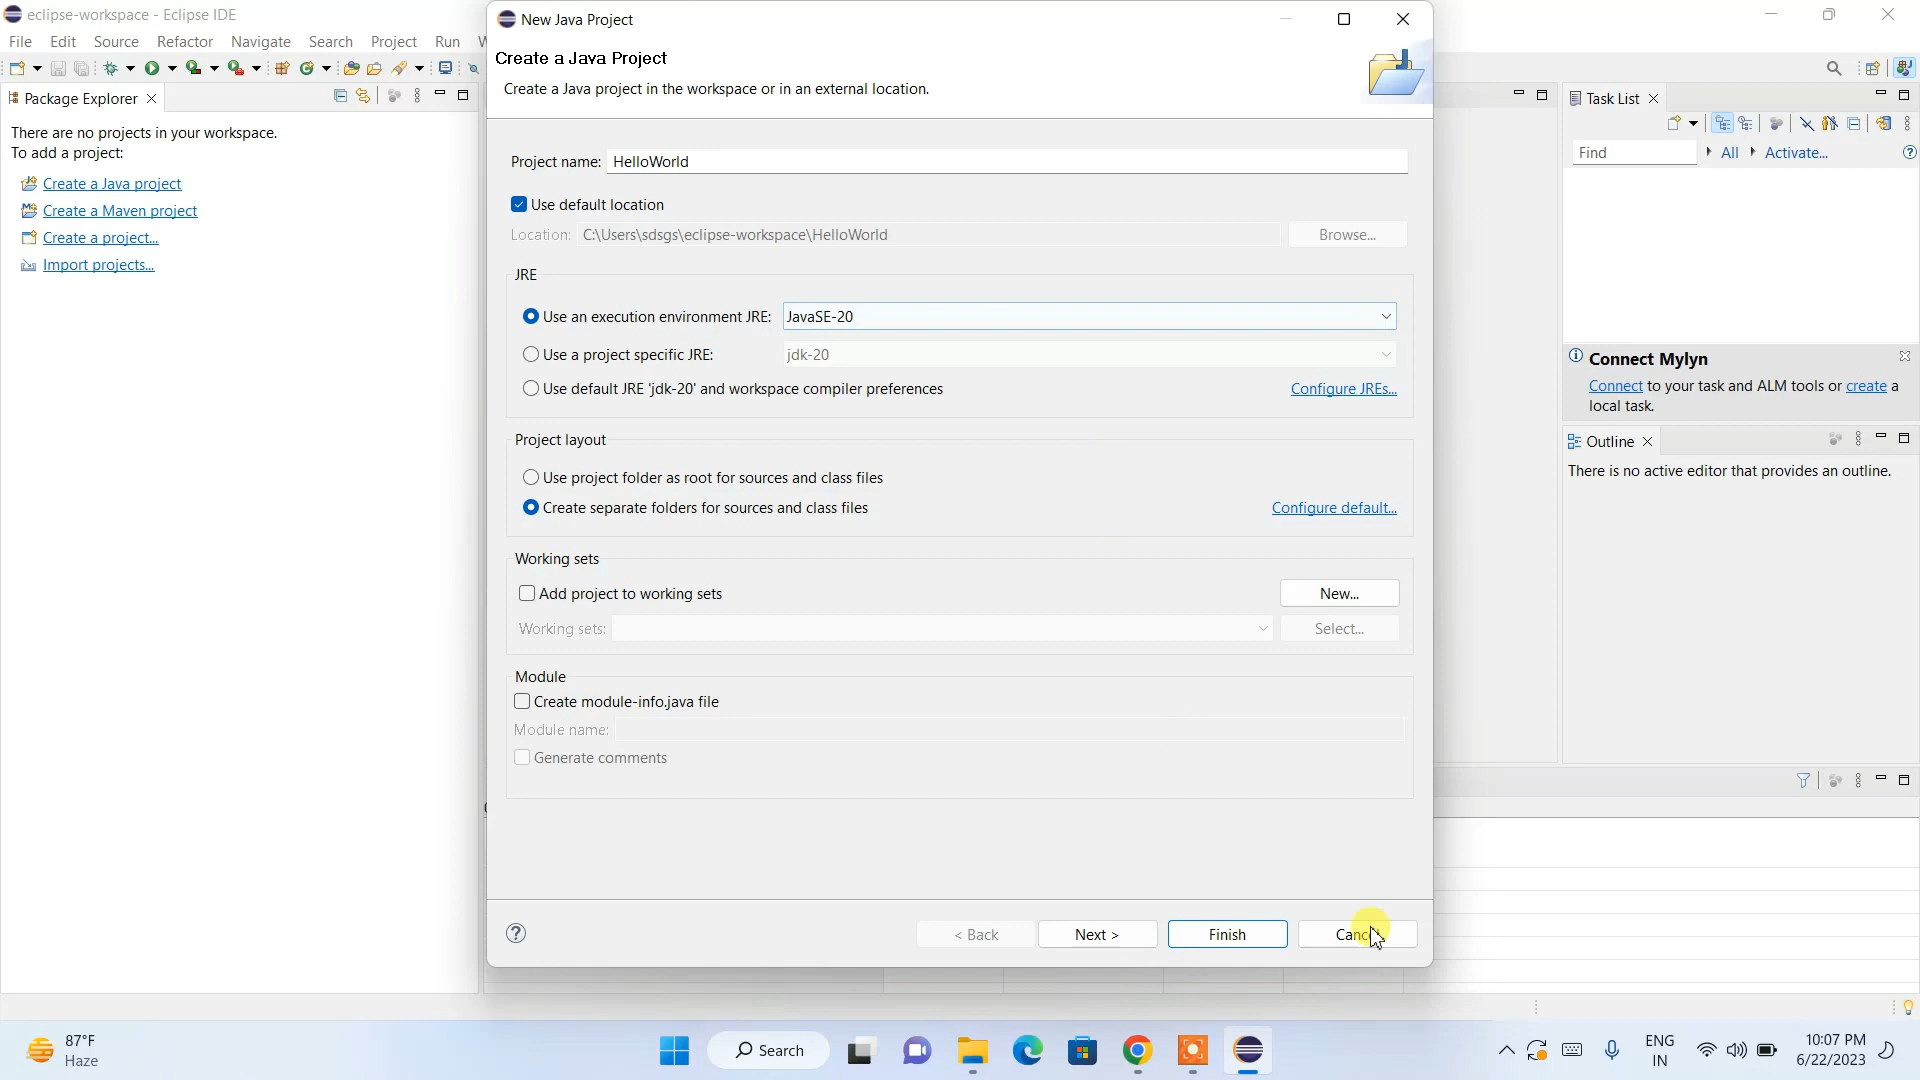 eclipse-workspace - Eclipse IDE
File Edit Source Refactor Navigate Search Project Run
Package Explorer
There are no projects in your workspace.
To add a project:
Create a Java project
Create a Maven project
Create a project...
Import projects...
New Java Project
Create a Java Project
Create a Java project in the workspace or in an external location.
Project name: HelloWorld
Use default location
Location: C:\Users\sdsgs\eclipse-workspace\HelloWorld Browse...
JRE
Use an execution environment JRE: JavaSE-20
Use a project specific JRE: jdk-20
Use default JRE 'jdk-20' and workspace compiler preferences Configure JREs...
Project layout
Use project folder as root for sources and class files
Create separate folders for sources and class files Configure default...
Working sets
Add project to working sets New...
Working sets: Select...
Module
Create module-info.java file
Module name:
Generate comments
< Back Next > Finish Cancel
Task List
Find All Activate...
Connect Mylyn
Connect to your task and ALM tools or create a
local task.
Outline
There is no active editor that provides an outline.
87°F
Haze
Search
ENG
IN
10:07 PM
6/22/2023